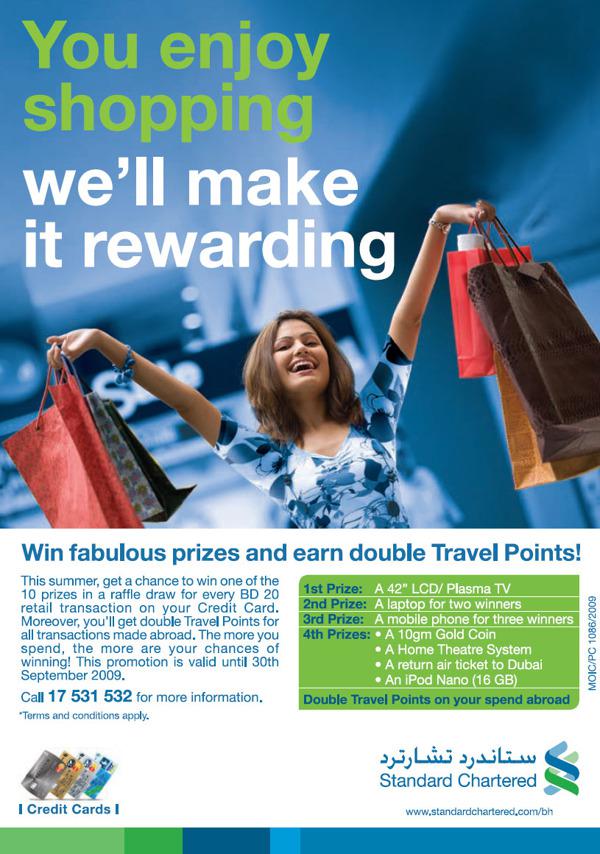 You enjoy
shopping
we'll make
it rewarding
Sale
Win fabulous prizes and earn double Travel Points!
This summer, get a chance to win one of the
10 prizes in a raffle draw for every BD 20
retail transaction on your Credit Card.
Moreover, you'll get double Travel Points for
all transactions made abroad. The more you
spend, the more are your chances of
winning! This promotion is valid until 30th
September 2009.
Call 17 531 532 for more information.
*Terms and conditions apply.
1st Prize: A 42" LCD/ Plasma TV
2nd Prize: A laptop for two winners
3rd Prize: A mobile phone for three winners
4th Prizes: • A 10gm Gold Coin
• A Home Theatre System
• A return air ticket to Dubai
• An iPod Nano (16 GB)
Double Travel Points on your spend abroad
MOIC/PC 1086/2009
Credit Cards
ستاندرد تشارترد
Standard Chartered
www.standardchartered.com/bh